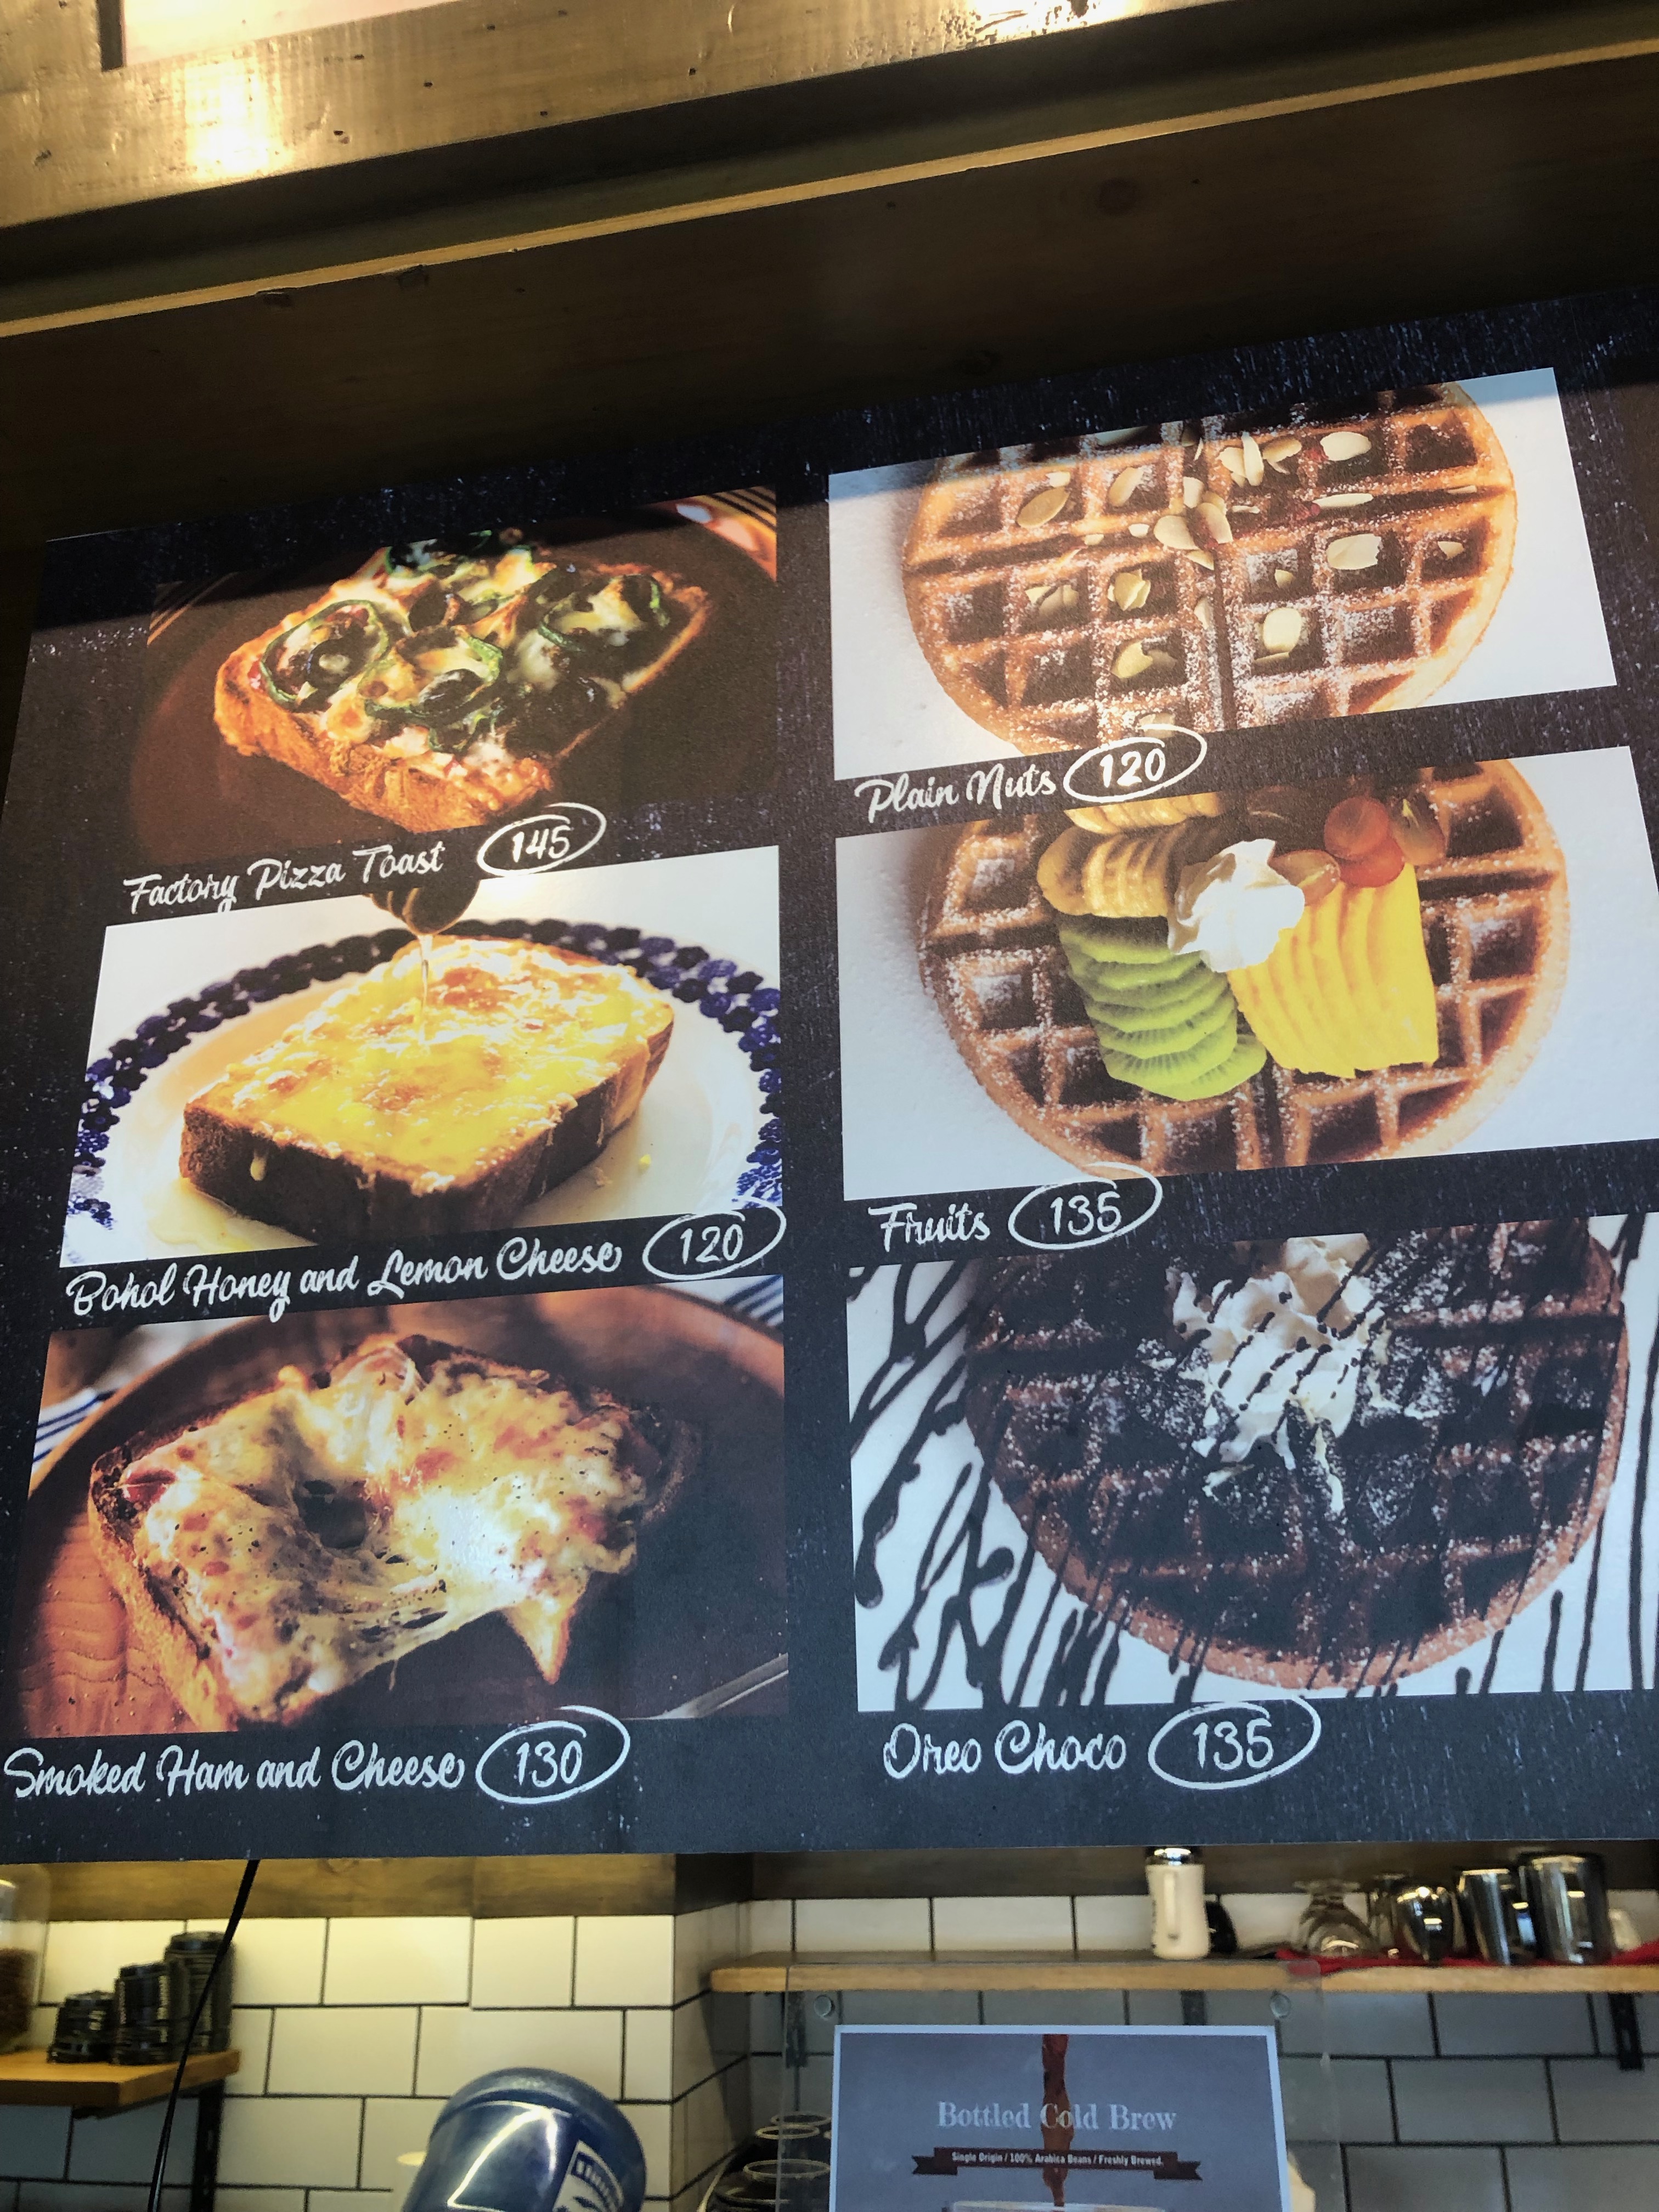 Factory Pizza Toast 145
Bohol Honey and Lemon Cheese 120
Smoked Ham and Cheese 130
Plain Nuts 120
Fruits 135
Oreo Choco 135
Bottled Cold Brew
Single Origin / 100% Arabica Beans / Freshly Brewed.